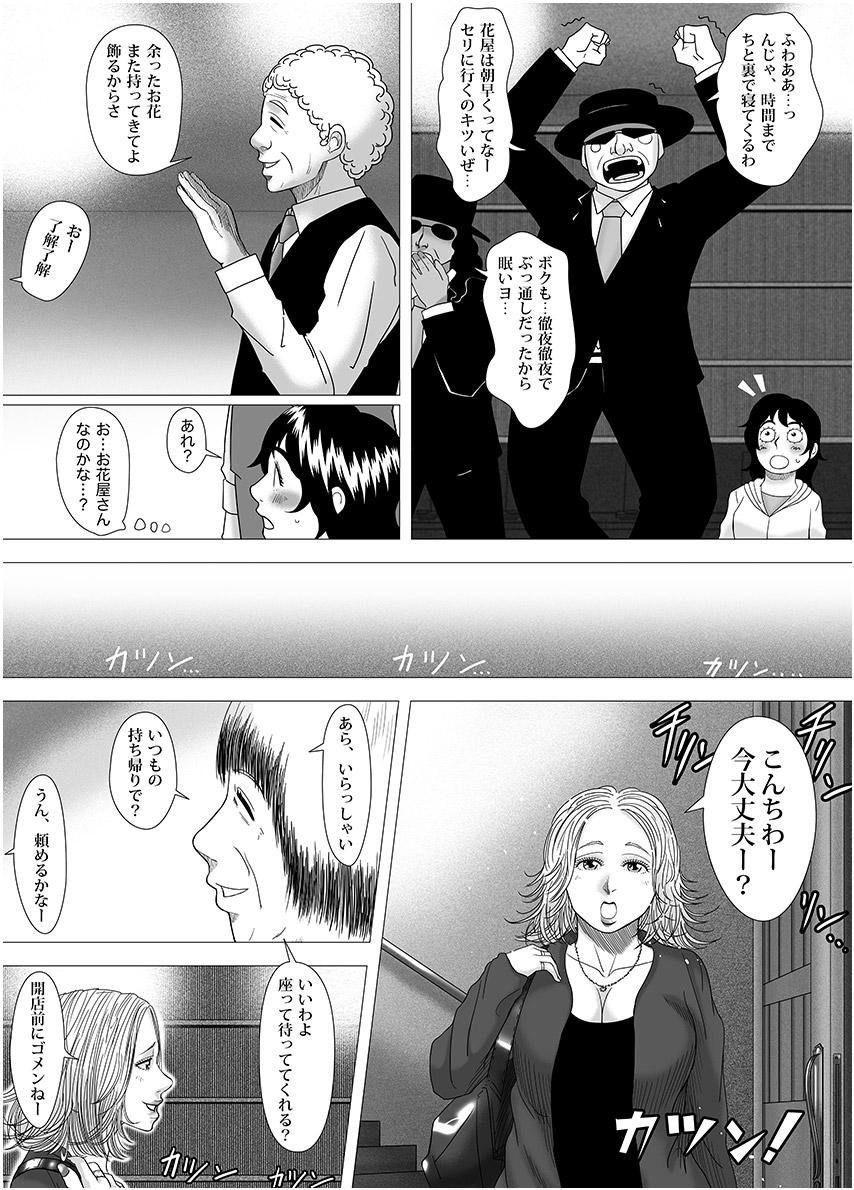 ふわああ…っ
んじゃ、時間まで
ちと裏で寝てくるわ
花屋は朝早くってなー
セリに行くのキツいぜ…
ボクも…徹夜徹夜で
ぶっ通しだったから
眠いヨ…
余ったお花
また持ってきてよ
飾るからさ
おー
了解了解
あれ？
お…お花屋さん
なのかな…？
カツン…
カツン…
カツン…
チリン
チリン
リン…
こんちわー
今大丈夫ー？
カツン！
あら、いらっしゃい
いつもの
持ち帰りで？
うん、頼めるかなー
いいわよ
座って待っててくれる？
開店前にゴメンねー
カツン
カツン